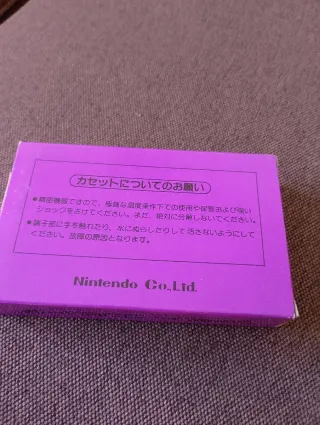 カセットについてのお願い
●精密機器ですので、極端な温度条件下での使用や保管および強い
ショックをさけてください。また、絶対に分解しないでください。
●端子部に手を触れたり、水にぬらしたりして汚さないようにして
ください。故障の原因となります。
Nintendo Co.,Ltd.